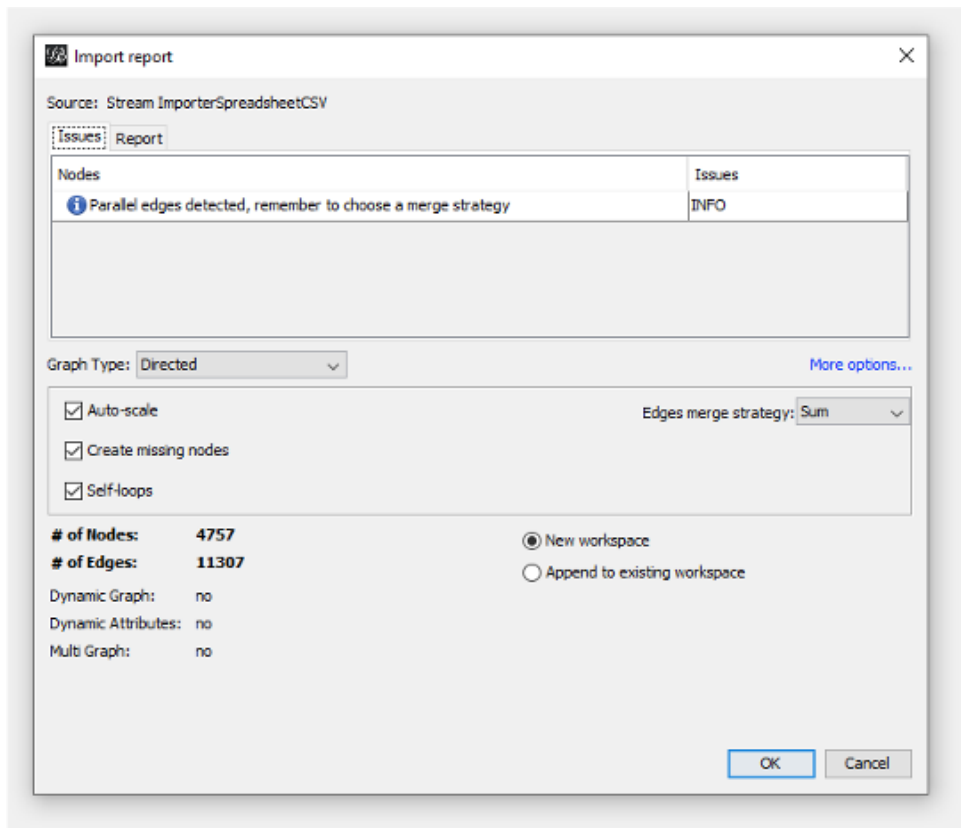 Import report
Source: Stream ImporterSpreadsheetCSV
Issues Report
Nodes Issues
Parallel edges detected, remember to choose a merge strategy INFO
Graph Type: Directed More options...
Auto-scale Edges merge strategy: Sum
Create missing nodes
Self-loops
# of Nodes: 4757 New workspace
# of Edges: 11307 Append to existing workspace
Dynamic Graph: no
Dynamic Attributes: no
Multi Graph: no
OK Cancel